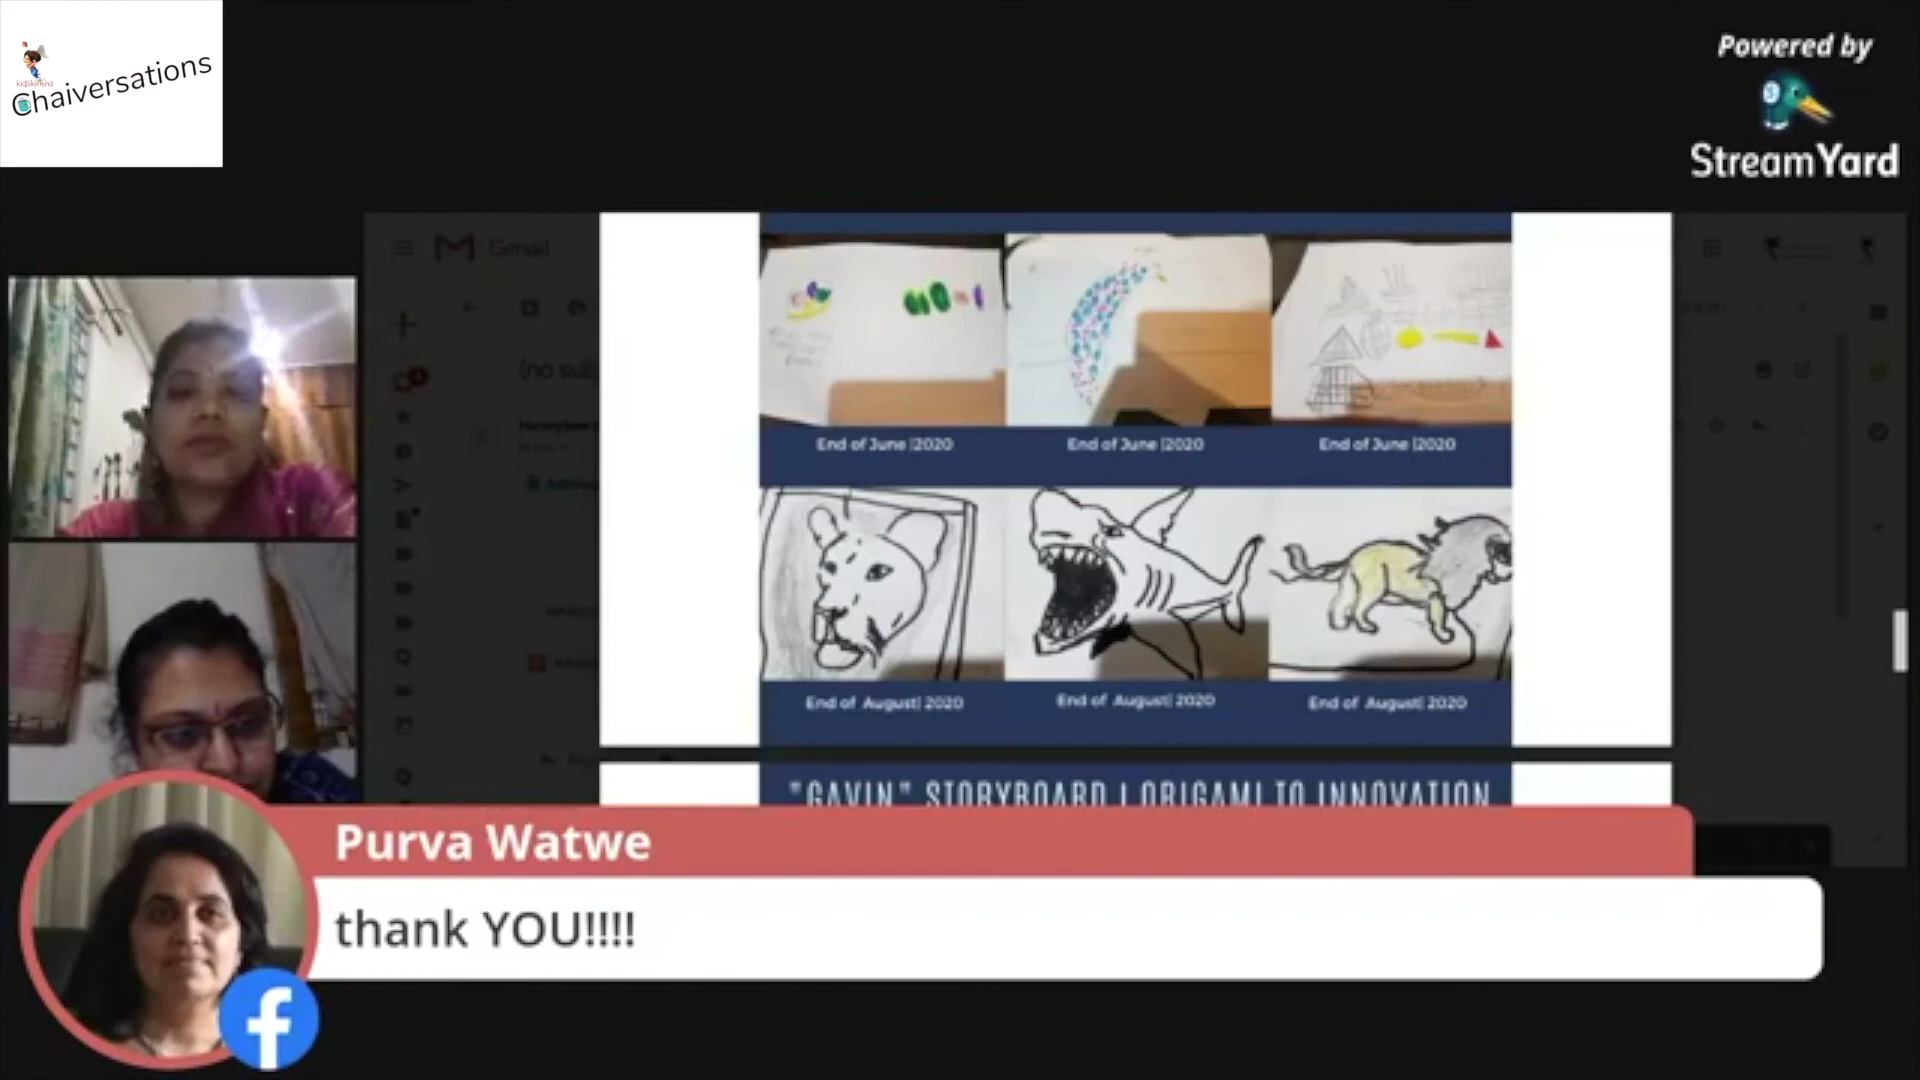 Chaiversations
Powered by
StreamYard
Gmail
End of June |2020
End of June |2020
End of June |2020
End of August| 2020
End of August| 2020
End of August| 2020
"GAVIN" STORYBOARD | ORIGAMI TO INNOVATION
Purva Watwe
thank YOU!!!!